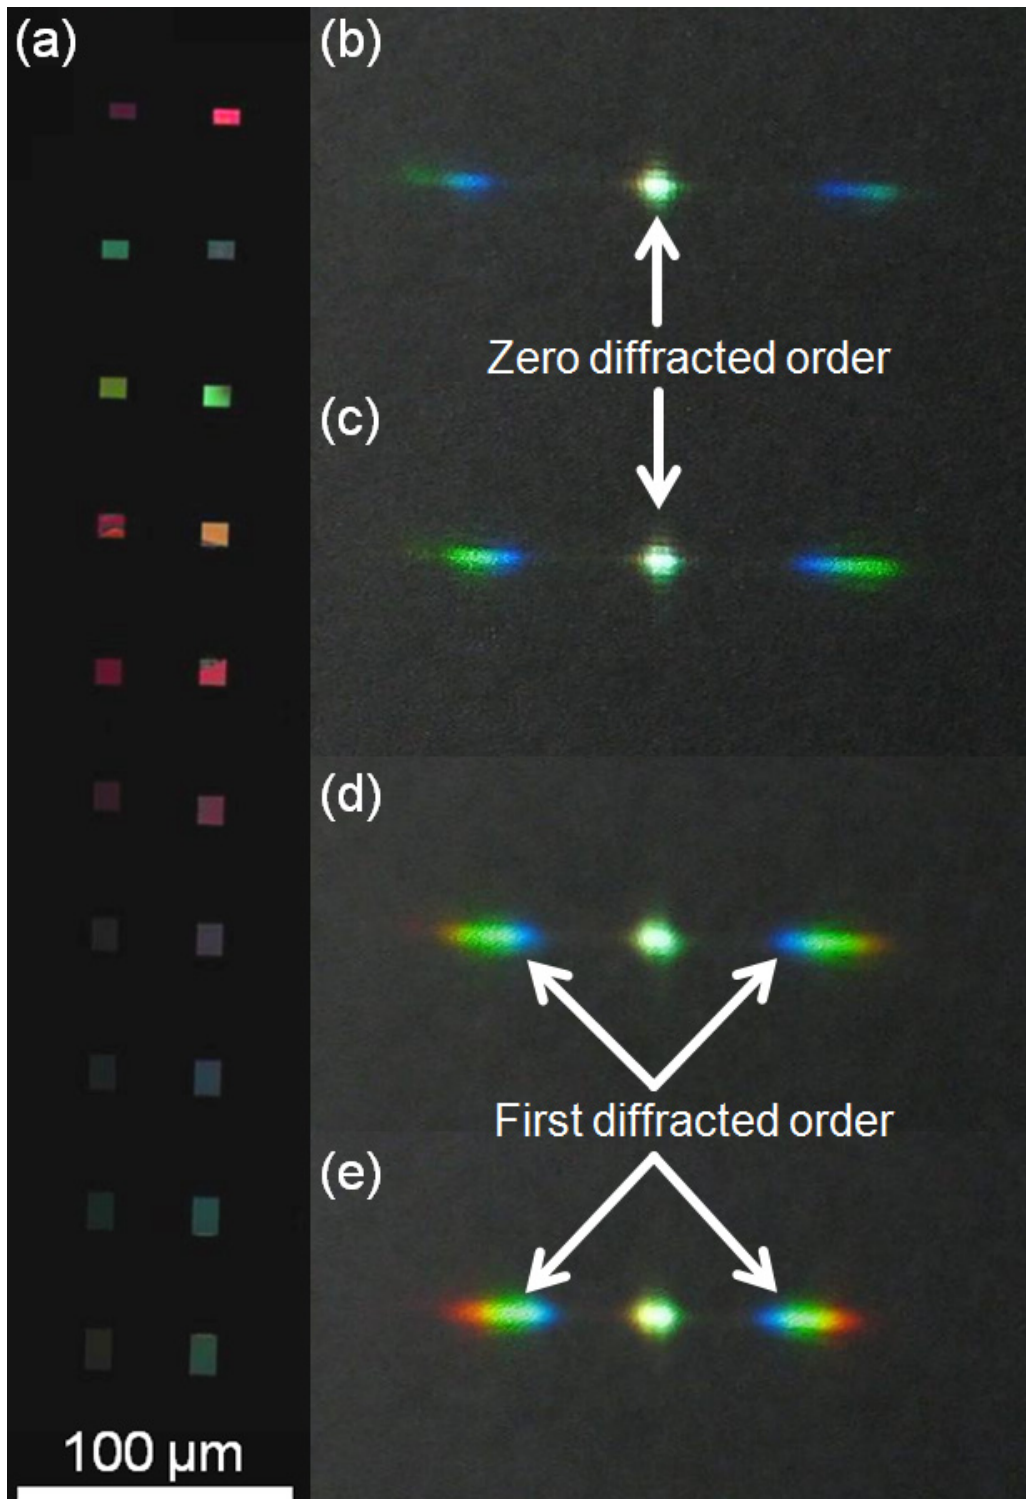 (a)
(b)
Zero diffracted order
(c)
(d)
First diffracted order
(e)
100 μm